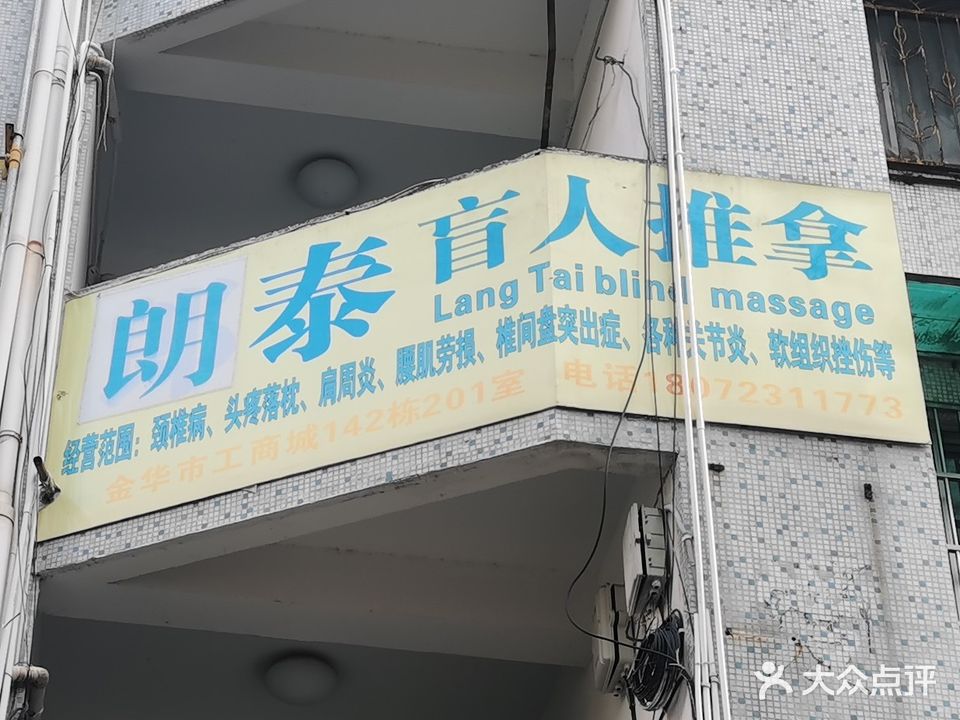 朗泰盲人推拿
Lang Tai blind massage
经营范围：颈椎病、头疼落枕、肩周炎、腰肌劳损、椎间盘突出症、各种关节炎、软组织挫伤等
金华市工商城142栋201室 电话18072311773
大众点评